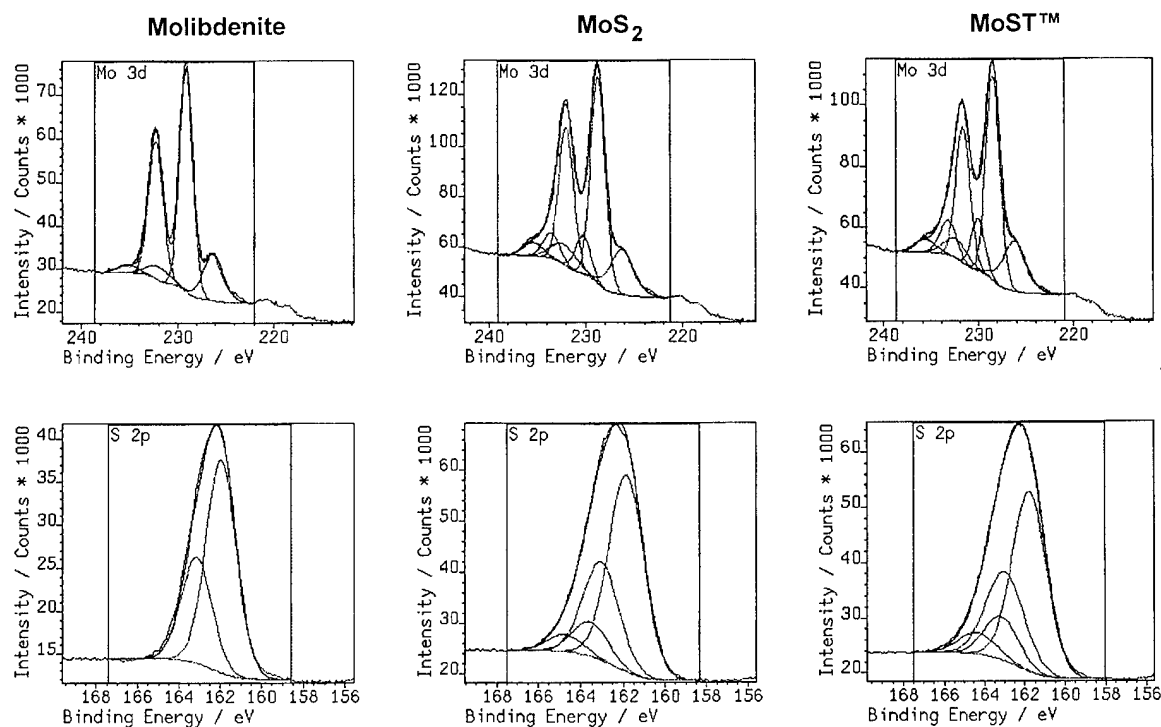 Molibdenite
MoS2
MoST™
Mo 3d
Intensity / Counts * 1000
70
60
50
40
30
20
240 230 220
Binding Energy / eV
Mo 3d
Intensity / Counts * 1000
120
100
80
60
40
240 230 220
Binding Energy / eV
Mo 3d
Intensity / Counts * 1000
100
80
60
40
240 230 220
Binding Energy / eV
S 2p
Intensity / Counts * 1000
40
35
30
25
20
15
168 166 164 162 160 158 156
Binding Energy / eV
S 2p
Intensity / Counts * 1000
60
50
40
30
20
168 166 164 162 160 158 156
Binding Energy / eV
S 2p
Intensity / Counts * 1000
60
50
40
30
20
168 166 164 162 160 158 156
Binding Energy / eV